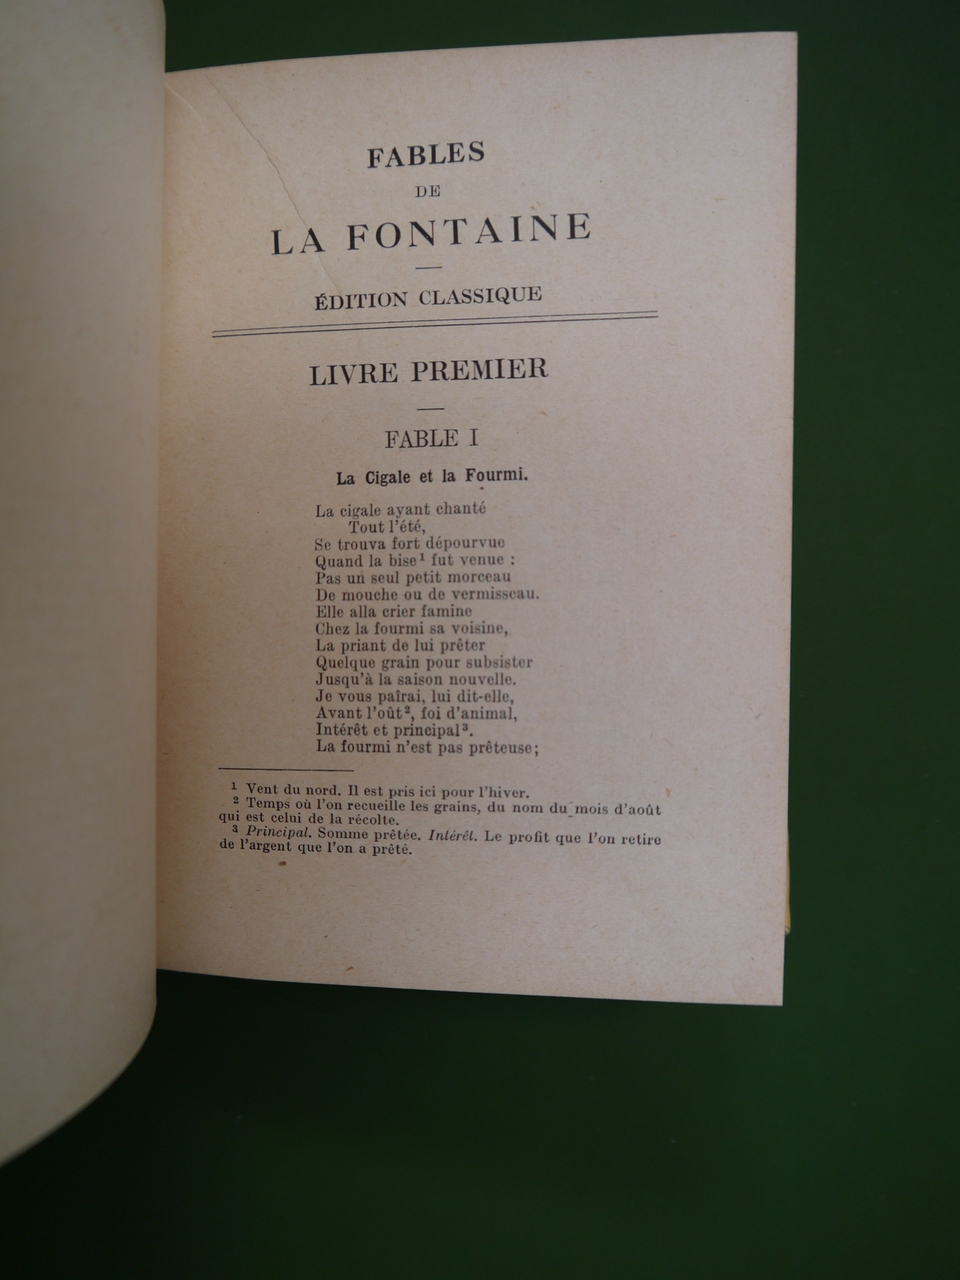 FABLES
DE
LA FONTAINE
ÉDITION CLASSIQUE
LIVRE PREMIER
FABLE I
La Cigale et la Fourmi.
La cigale ayant chanté
Tout l'été,
Se trouva fort dépourvue
Quand la bise¹ fut venue :
Pas un seul petit morceau
De mouche ou de vermisseau.
Elle alla crier famine
Chez la fourmi sa voisine,
La priant de lui prêter
Quelque grain pour subsister
Jusqu'à la saison nouvelle.
Je vous paîrai, lui dit-elle,
Avant l'oût², foi d'animal,
Intérêt et principal³.
La fourmi n'est pas prêteuse;
¹ Vent du nord. Il est pris ici pour l'hiver.
² Temps où l'on recueille les grains, du nom du mois d'août
qui est celui de la récolte.
³ Principal. Somme prêtée. Intérêt. Le profit que l'on retire
de l'argent que l'on a prêté.